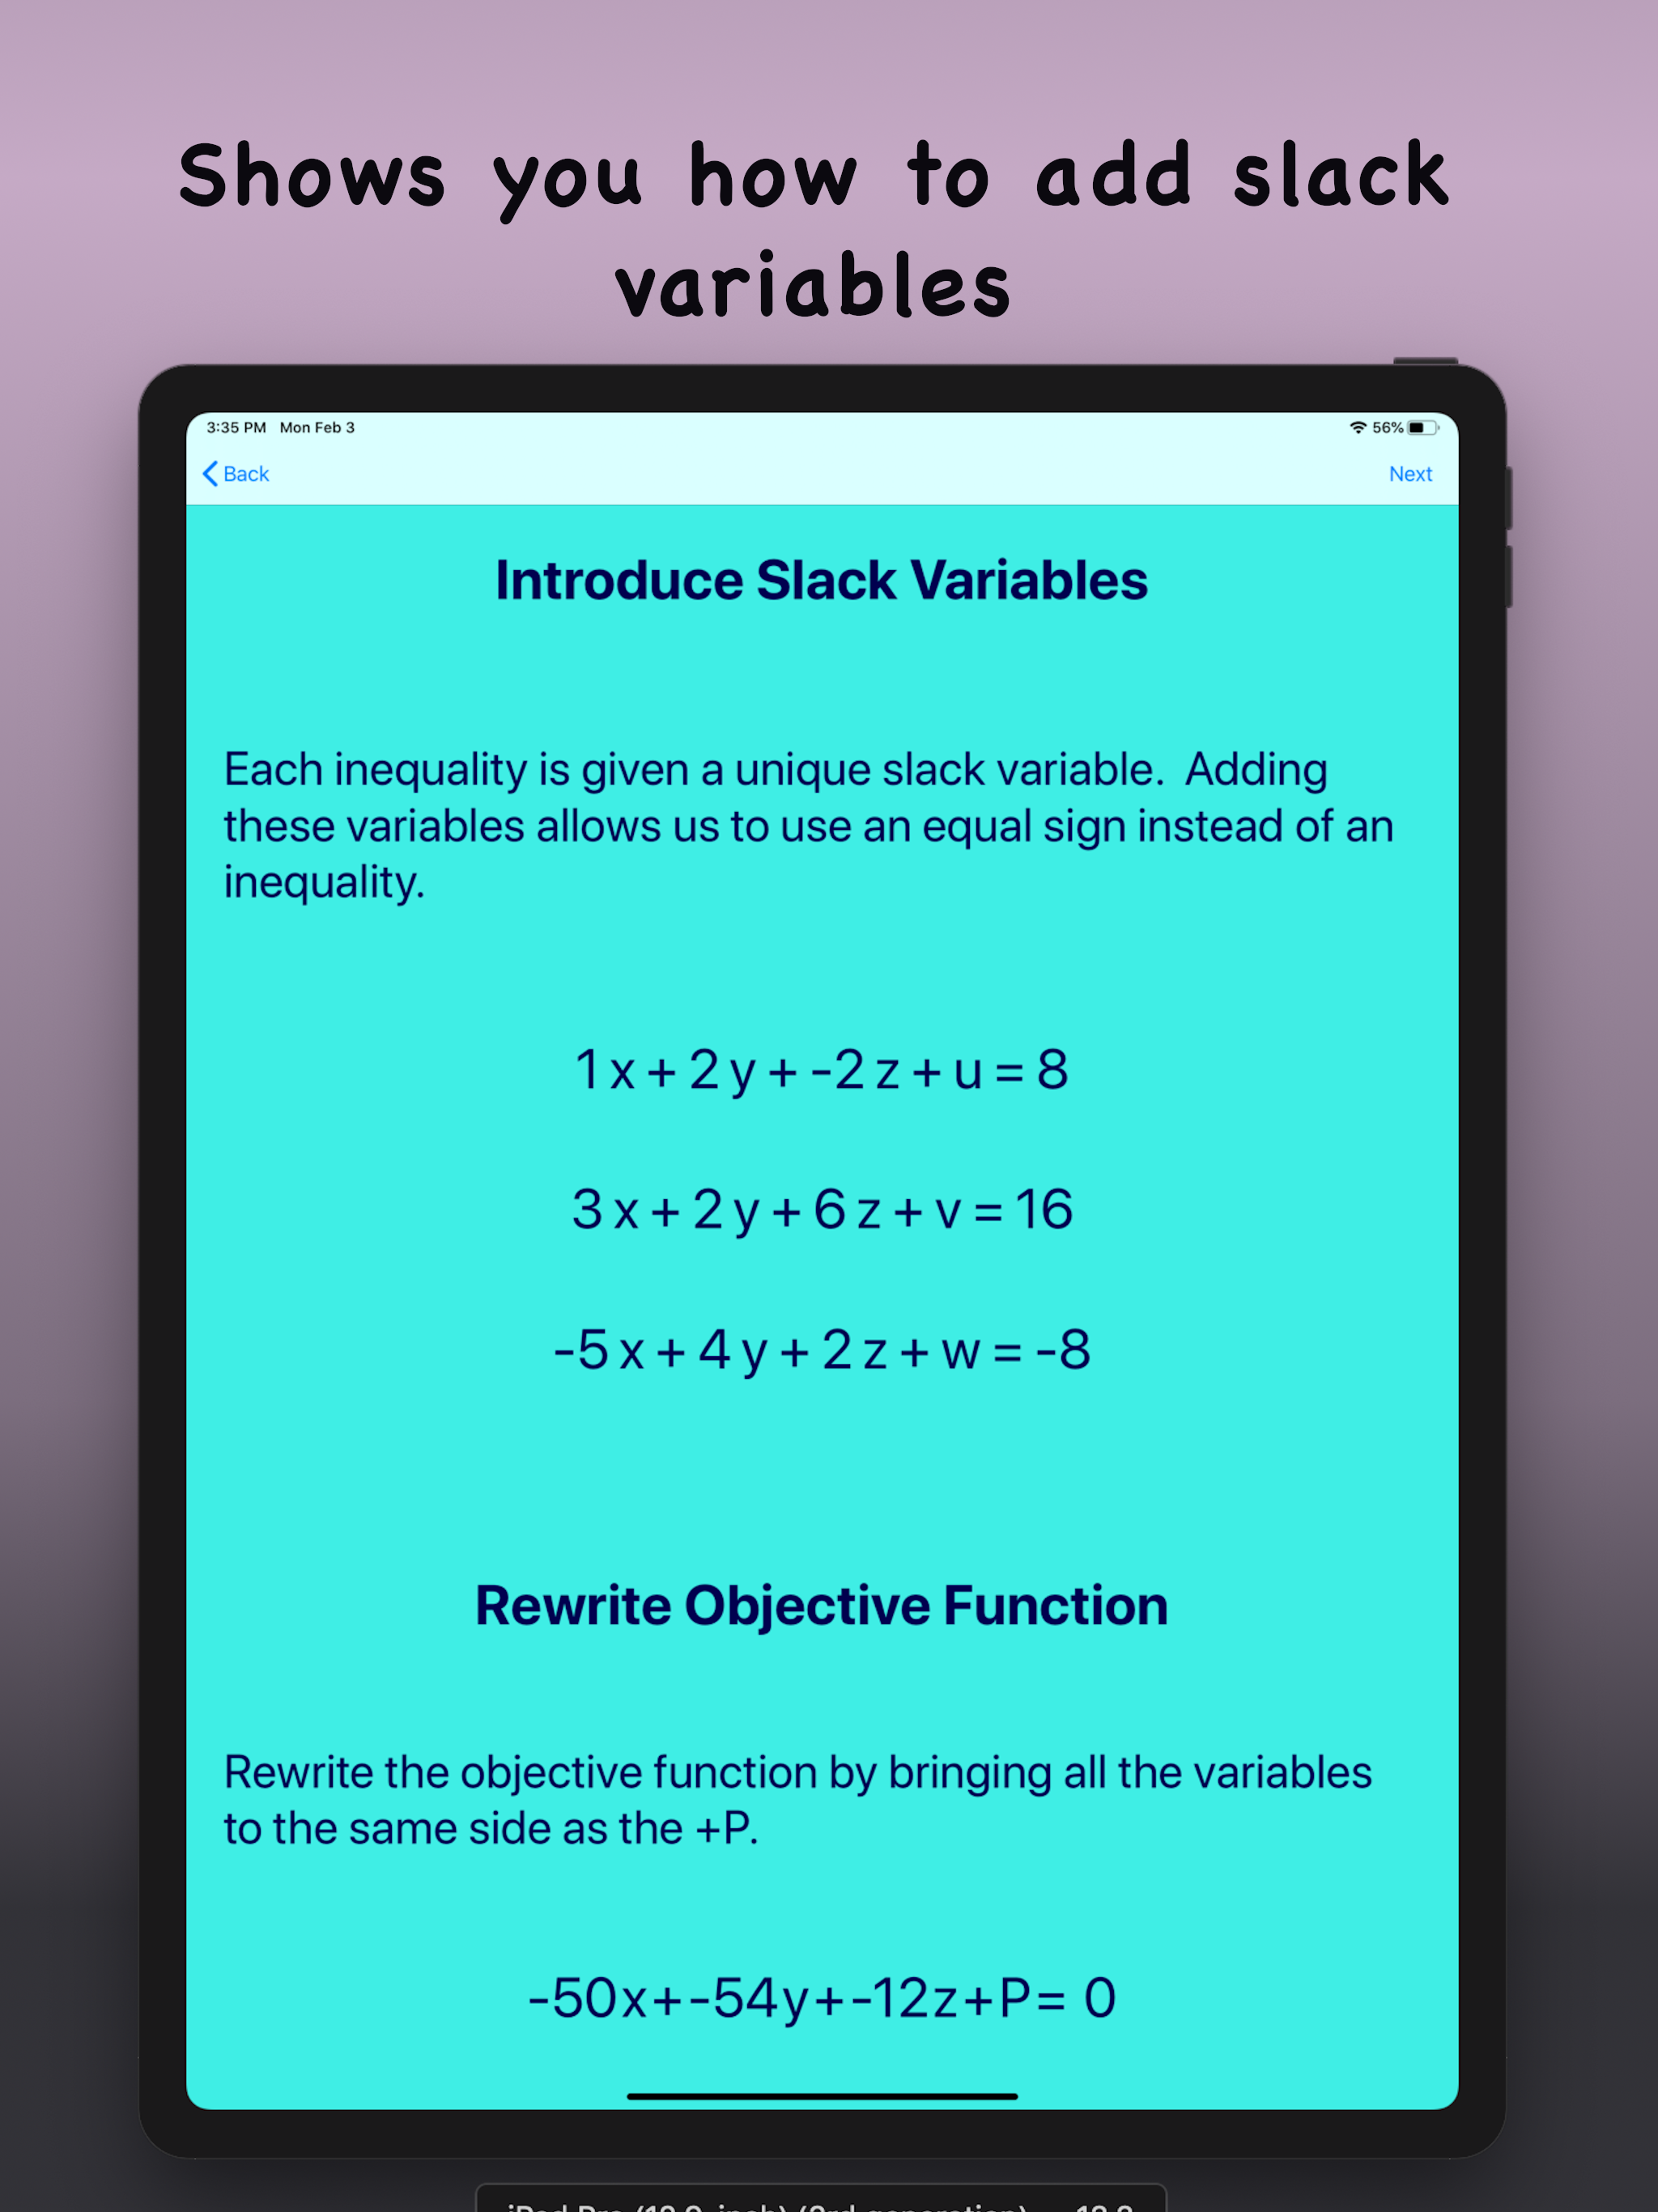 Shows you how to add slack
variables
3:35 PM Mon Feb 3
56%
Back
Next
Introduce Slack Variables
Each inequality is given a unique slack variable. Adding
these variables allows us to use an equal sign instead of an
inequality.
1x+2y+-2z+u=8
3x+2y+6z+v=16
-5x+4y+2z+w=-8
Rewrite Objective Function
Rewrite the objective function by bringing all the variables
to the same side as the +P.
-50x+-54y+-12z+P= 0